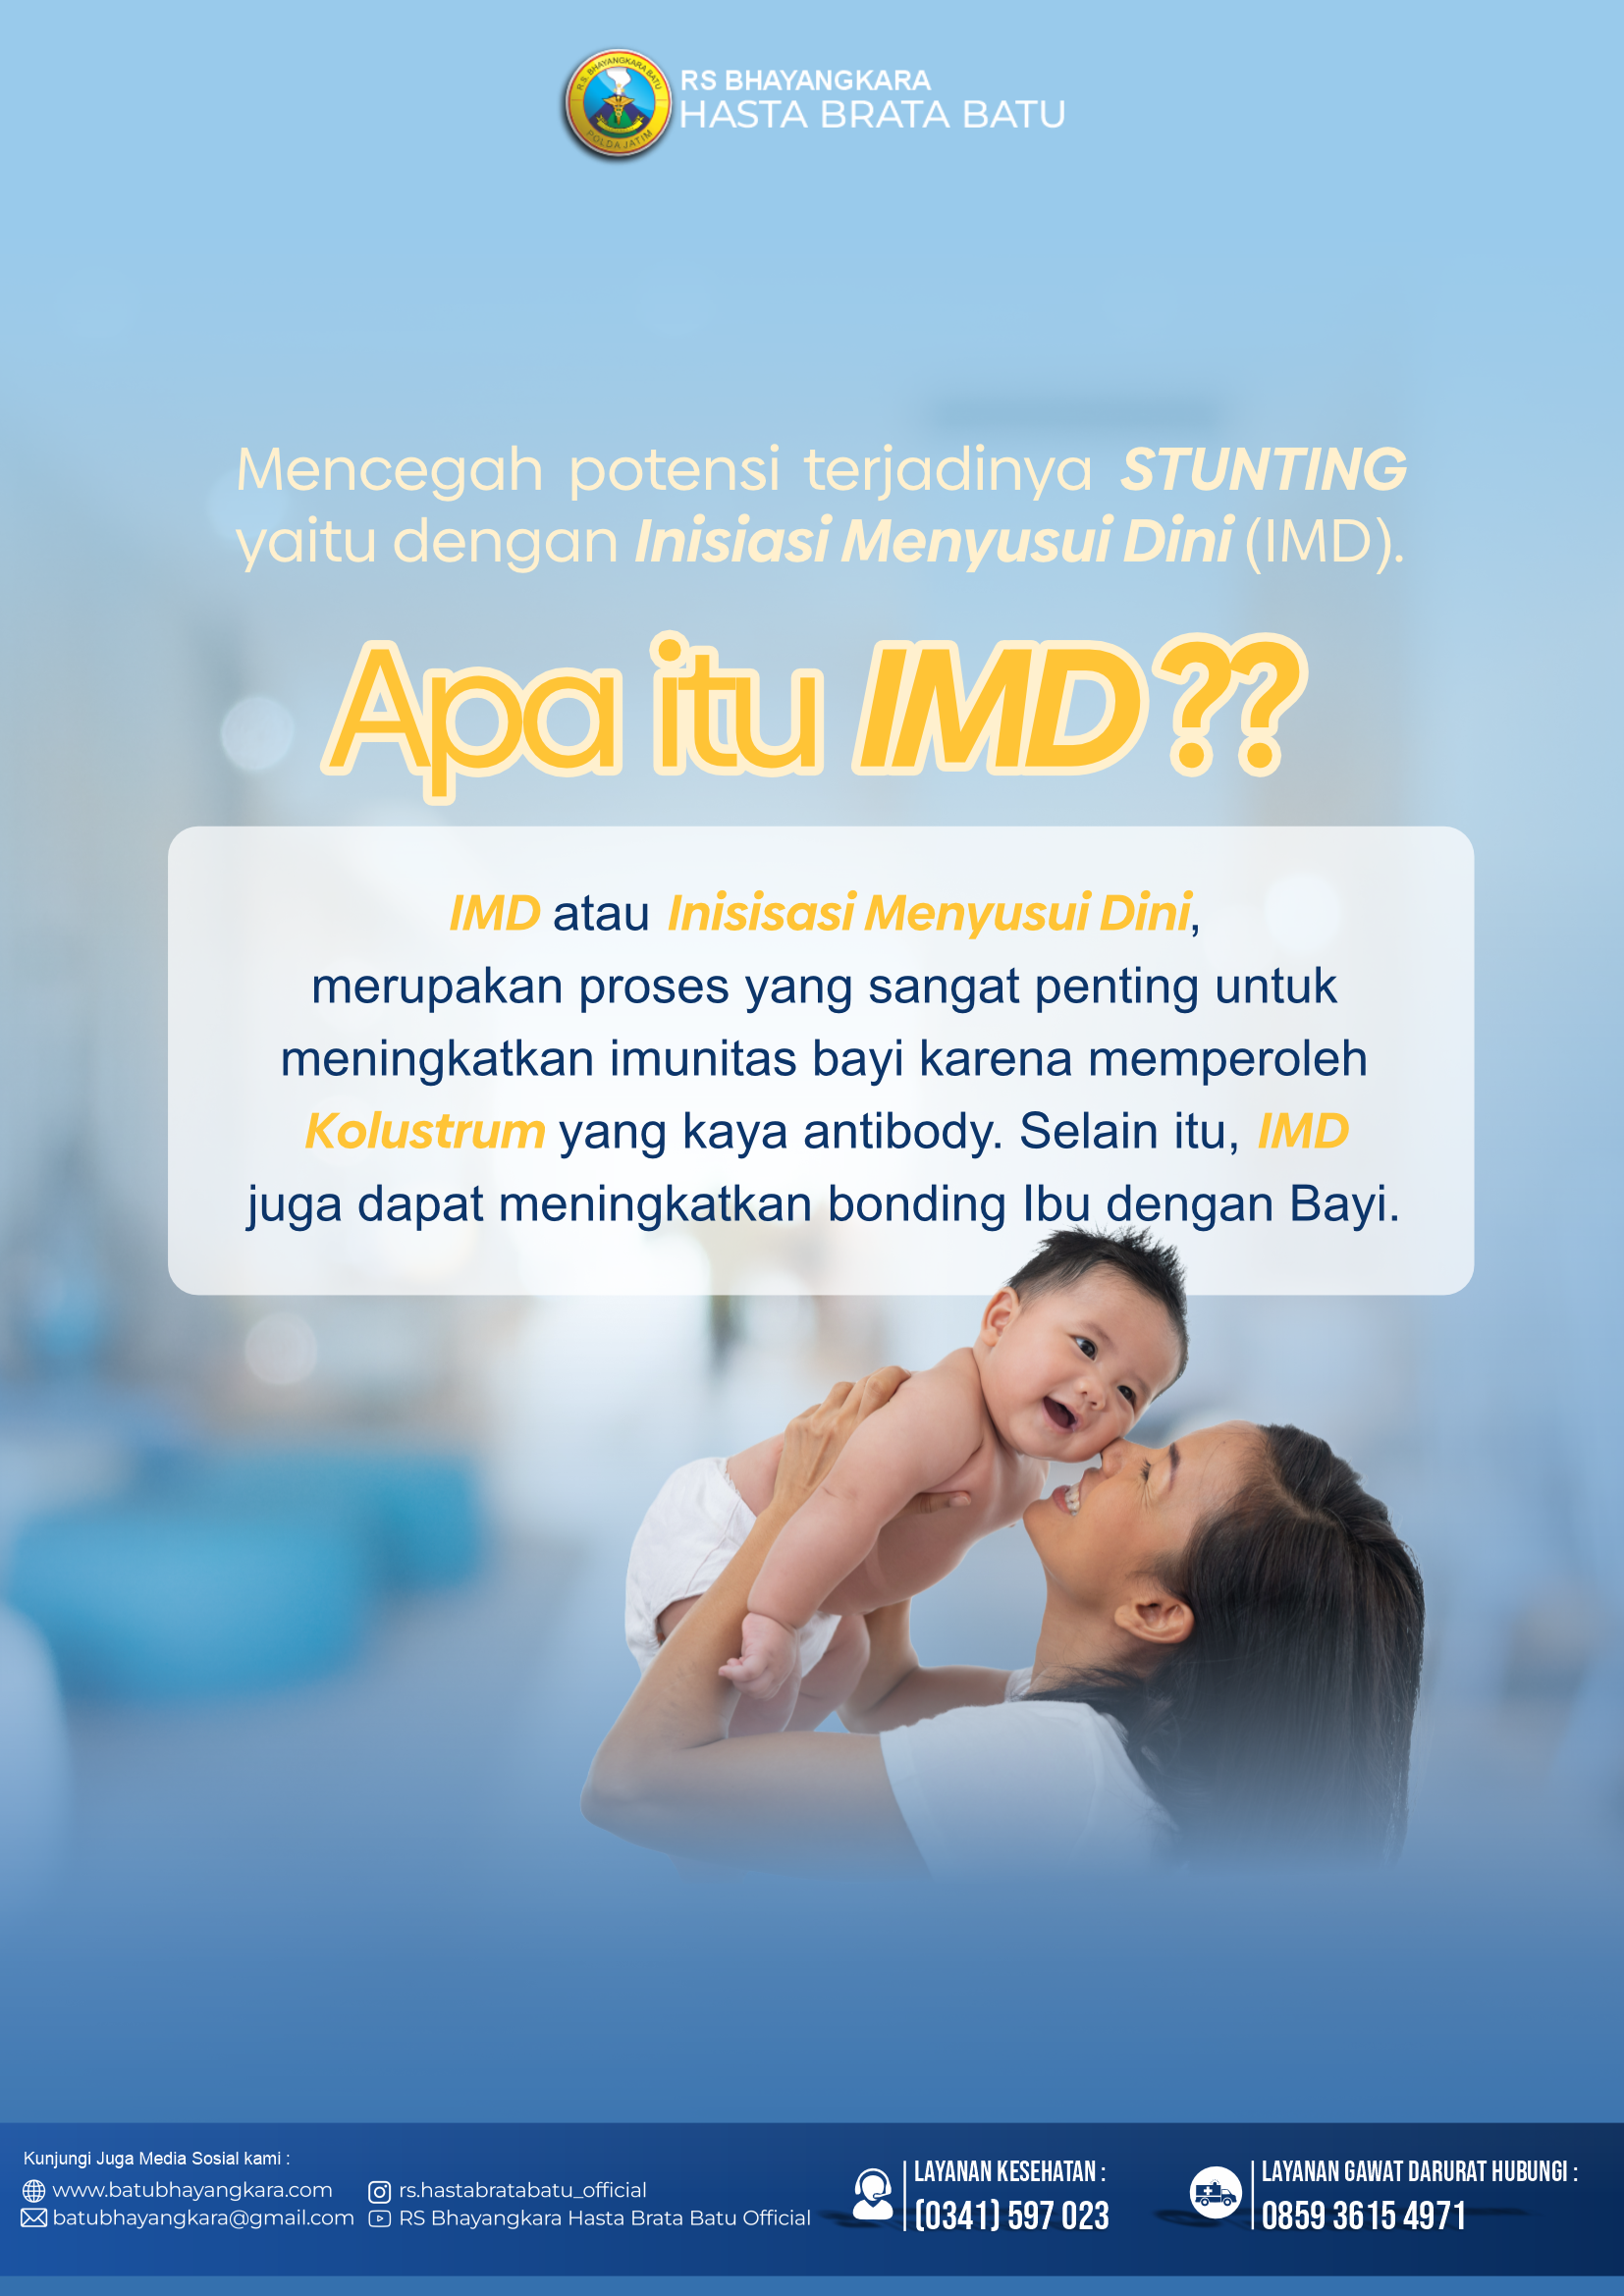 R.S. BHAYANGKARA BATU
POLDA JATIM
RS BHAYANGKARA
HASTA BRATA BATU
Mencegah potensi terjadinya STUNTING
yaitu dengan Inisiasi Menyusui Dini (IMD).
Apa itu IMD??
IMD atau Inisisasi Menyusui Dini,
merupakan proses yang sangat penting untuk
meningkatkan imunitas bayi karena memperoleh
Kolustrum yang kaya antibody. Selain itu, IMD
juga dapat meningkatkan bonding Ibu dengan Bayi.
Kunjungi Juga Media Sosial kami :
www.batubhayangkara.com
batubhayangkara@gmail.com
rs.hastabratabatu_official
RS Bhayangkara Hasta Brata Batu Official
LAYANAN KESEHATAN :
(0341) 597 023
LAYANAN GAWAT DARURAT HUBUNGI :
0859 3615 4971